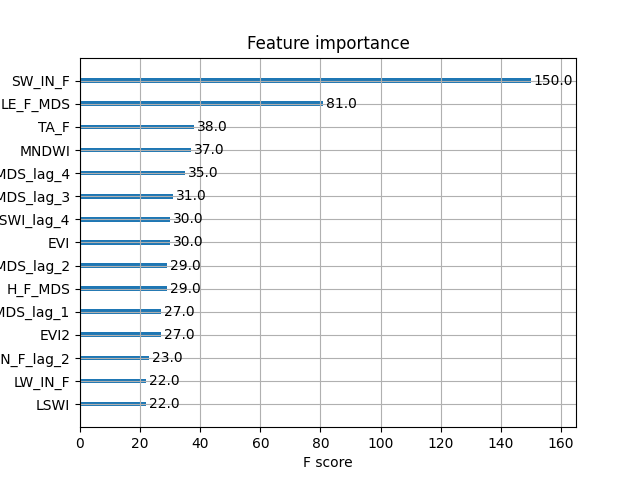 Feature importance
SW_IN_F 150.0
LE_F_MDS 81.0
TA_F 38.0
MNDWI 37.0
MDS_lag_4 35.0
MDS_lag_3 31.0
SWI_lag_4 30.0
EVI 30.0
MDS_lag_2 29.0
H_F_MDS 29.0
MDS_lag_1 27.0
EVI2 27.0
N_F_lag_2 23.0
LW_IN_F 22.0
LSWI 22.0
0 20 40 60 80 100 120 140 160
F score